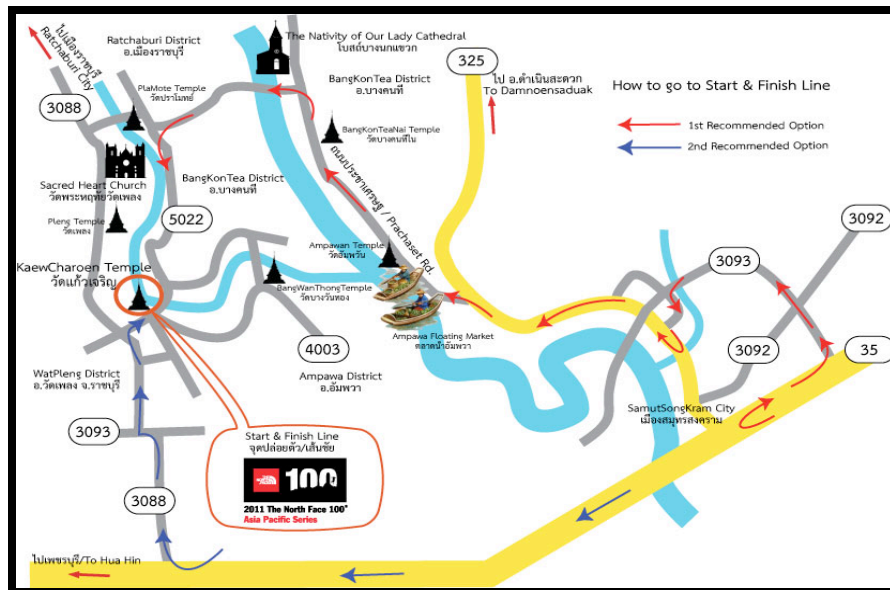 ไปเมืองราชบุรี
Ratchaburi City
Ratchaburi District
อ.เมืองราชบุรี
The Nativity of Our Lady Cathedral
โบสถ์บางนกแขวก
325
ไป อ.ดำเนินสะดวก
To Damnoensaduak
How to go to Start & Finish Line
1st Recommended Option
2nd Recommended Option
3088
PlaMote Temple
วัดปราโมทย์
BangKonTea District
อ.บางคนที
BangKonTeaNai Temple
วัดบางคนทีใน
Sacred Heart Church
วัดพระหฤทัยวัดเพลง
BangKonTea District
อ.บางคนที
ถนนประชาเศรษฐ / Prachaset Rd.
Pleng Temple
วัดเพลง
5022
3092
KaewCharoen Temple
วัดแก้วเจริญ
Ampawan Temple
วัดอัมพวัน
3093
BangWanThongTemple
วัดบางวันทอง
Ampawa Floating Market
ตลาดน้ำอัมพวา
4003
3092
35
WatPleng District
อ.วัดเพลง จ.ราชบุรี
Ampawa District
อ.อัมพวา
SamutSongKram City
เมืองสมุทรสงคราม
3093
Start & Finish Line
จุดปล่อยตัว/เส้นชัย
100
2011 The North Face 100®
Asia Pacific Series
3088
ไปเพชรบุรี/To Hua Hin